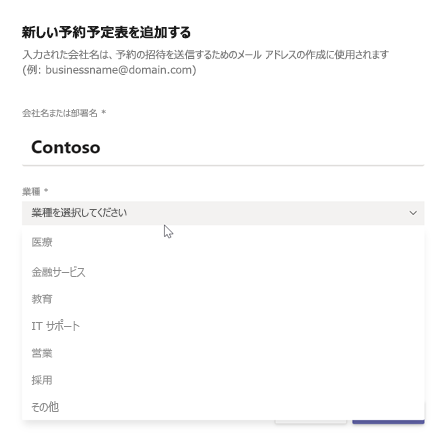 新しい予約予定表を追加する
入力された会社名は、予約の招待を送信するためのメール アドレスの作成に使用されます
(例: businessname@domain.com)
会社名または部署名 *
Contoso
業種 *
業種を選択してください
医療
金融サービス
教育
IT サポート
営業
採用
その他